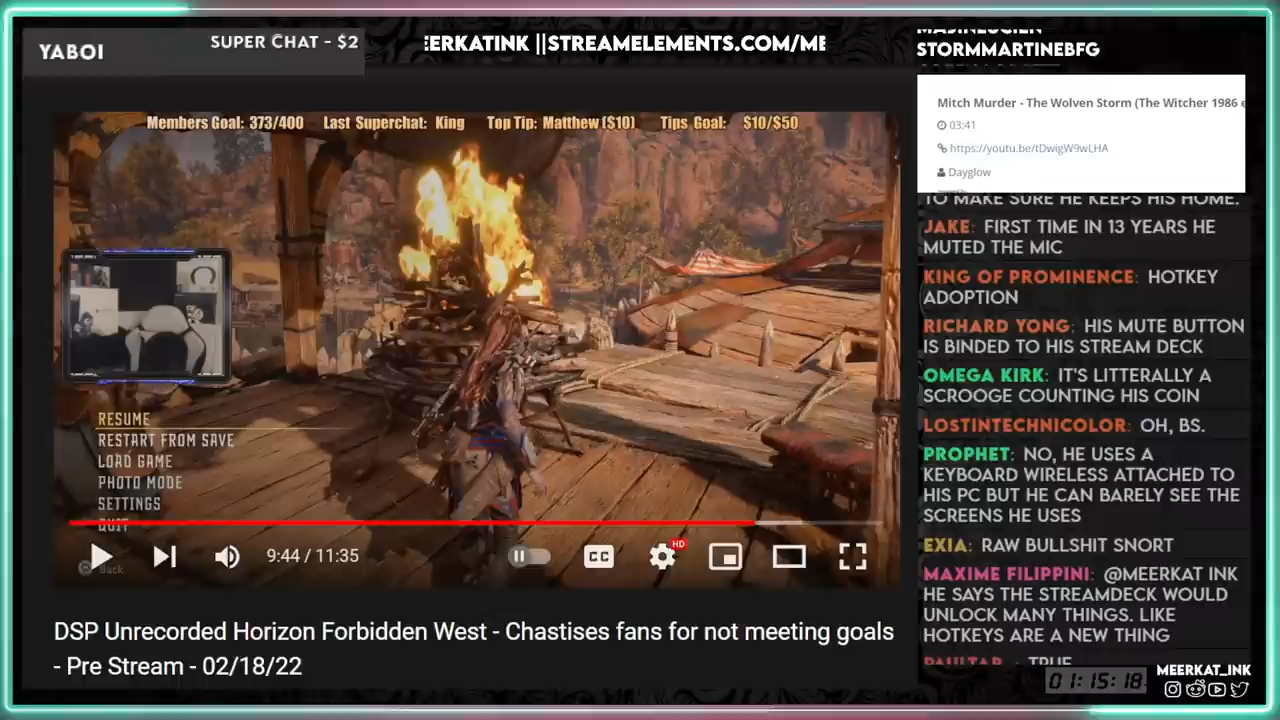 YABOI
SUPER CHAT - $2
ERKATINK ||STREAMELEMENTS.COM/ME
MAJINLUCIEN
STORMMARTINEBFG
Mitch Murder - The Wolven Storm (The Witcher 1986 e
03:41
https://youtu.be/tDwigW9wLHA
Dayglow
Members Goal: 373/400 Last Superchat: King Top Tip: Matthew ($10) Tips Goal: $10/$50
RESUME
RESTART FROM SAVE
LOAD GAME
PHOTO MODE
SETTINGS
QUIT
Back
9:44 / 11:35
CC
HD
DSP Unrecorded Horizon Forbidden West - Chastises fans for not meeting goals
- Pre Stream - 02/18/22
TO MAKE SURE HE KEEPS HIS HOME.
JAKE: FIRST TIME IN 13 YEARS HE
MUTED THE MIC
KING OF PROMINENCE: HOTKEY
ADOPTION
RICHARD YONG: HIS MUTE BUTTON
IS BINDED TO HIS STREAM DECK
OMEGA KIRK: IT'S LITTERALLY A
SCROOGE COUNTING HIS COIN
LOSTINTECHNICOLOR: OH, BS.
PROPHET: NO, HE USES A
KEYBOARD WIRELESS ATTACHED TO
HIS PC BUT HE CAN BARELY SEE THE
SCREENS HE USES
EXIA: RAW BULLSHIT SNORT
MAXIME FILIPPINI: @MEERKAT INK
HE SAYS THE STREAMDECK WOULD
UNLOCK MANY THINGS. LIKE
HOTKEYS ARE A NEW THING
TRUE
01:15:18
MEERKAT_INK